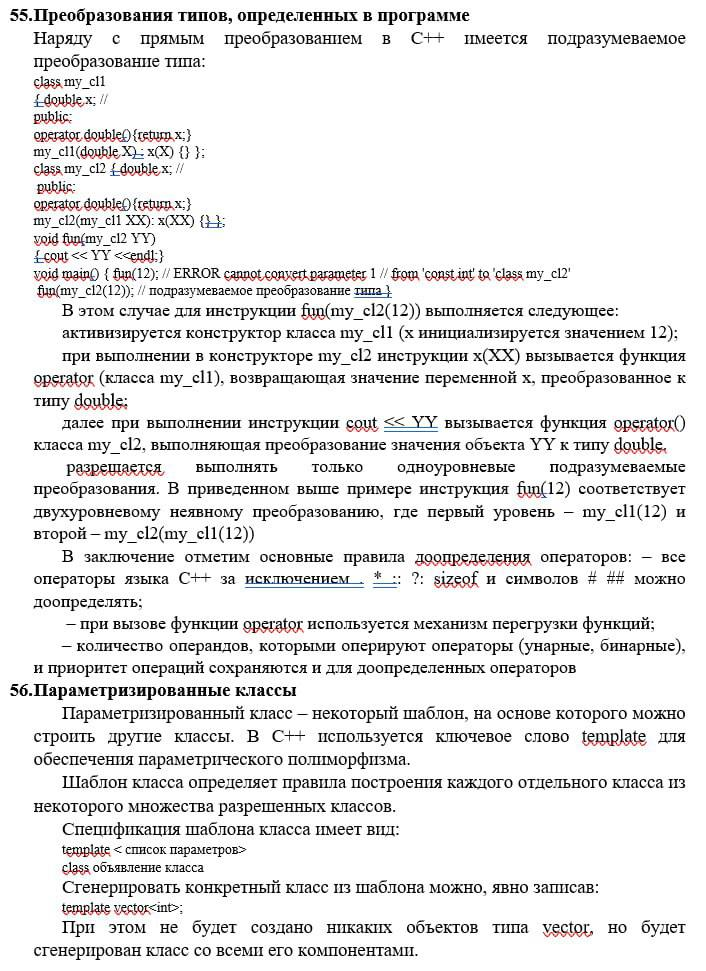 55.Преобразования типов, определенных в программе
Наряду с прямым преобразованием в С++ имеется подразумеваемое
преобразование типа:
class my_cl1
{ double x; //
public:
operator double(){return x;}
my_cl1(double X) : x(X) {} };
class my_cl2 { double x; //
public:
operator double(){return x;}
my_cl2(my_cl1 XX): x(XX) {} };
void fun(my_cl2 YY)
{ cout << YY <<endl;}
void main() { fun(12); // ERROR cannot convert parameter 1 // from 'const int' to 'class my_cl2'
fun(my_cl2(12)); // подразумеваемое преобразование типа }
В этом случае для инструкции fun(my_cl2(12)) выполняется следующее:
активизируется конструктор класса my_cl1 (x инициализируется значением 12);
при выполнении в конструкторе my_cl2 инструкции x(XX) вызывается функция
operator (класса my_cl1), возвращающая значение переменной x, преобразованное к
типу double;
далее при выполнении инструкции cout << YY вызывается функция operator()
класса my_cl2, выполняющая преобразование значения объекта YY к типу double.
разрешается выполнять только одноуровневые подразумеваемые
преобразования. В приведенном выше примере инструкция fun(12) соответствует
двухуровневому неявному преобразованию, где первый уровень – my_cl1(12) и
второй – my_cl2(my_cl1(12))
В заключение отметим основные правила доопределения операторов: – все
операторы языка С++ за исключением . * :: ?: sizeof и символов # ## можно
доопределять;
– при вызове функции operator используется механизм перегрузки функций;
– количество операндов, которыми оперируют операторы (унарные, бинарные),
и приоритет операций сохраняются и для доопределенных операторов
56.Параметризированные классы
Параметризированный класс – некоторый шаблон, на основе которого можно
строить другие классы. В С++ используется ключевое слово template для
обеспечения параметрического полиморфизма.
Шаблон класса определяет правила построения каждого отдельного класса из
некоторого множества разрешенных классов.
Спецификация шаблона класса имеет вид:
template < список параметров>
class объявление класса
Сгенерировать конкретный класс из шаблона можно, явно записав:
template vector<int>;
При этом не будет создано никаких объектов типа vector, но будет
сгенерирован класс со всеми его компонентами.